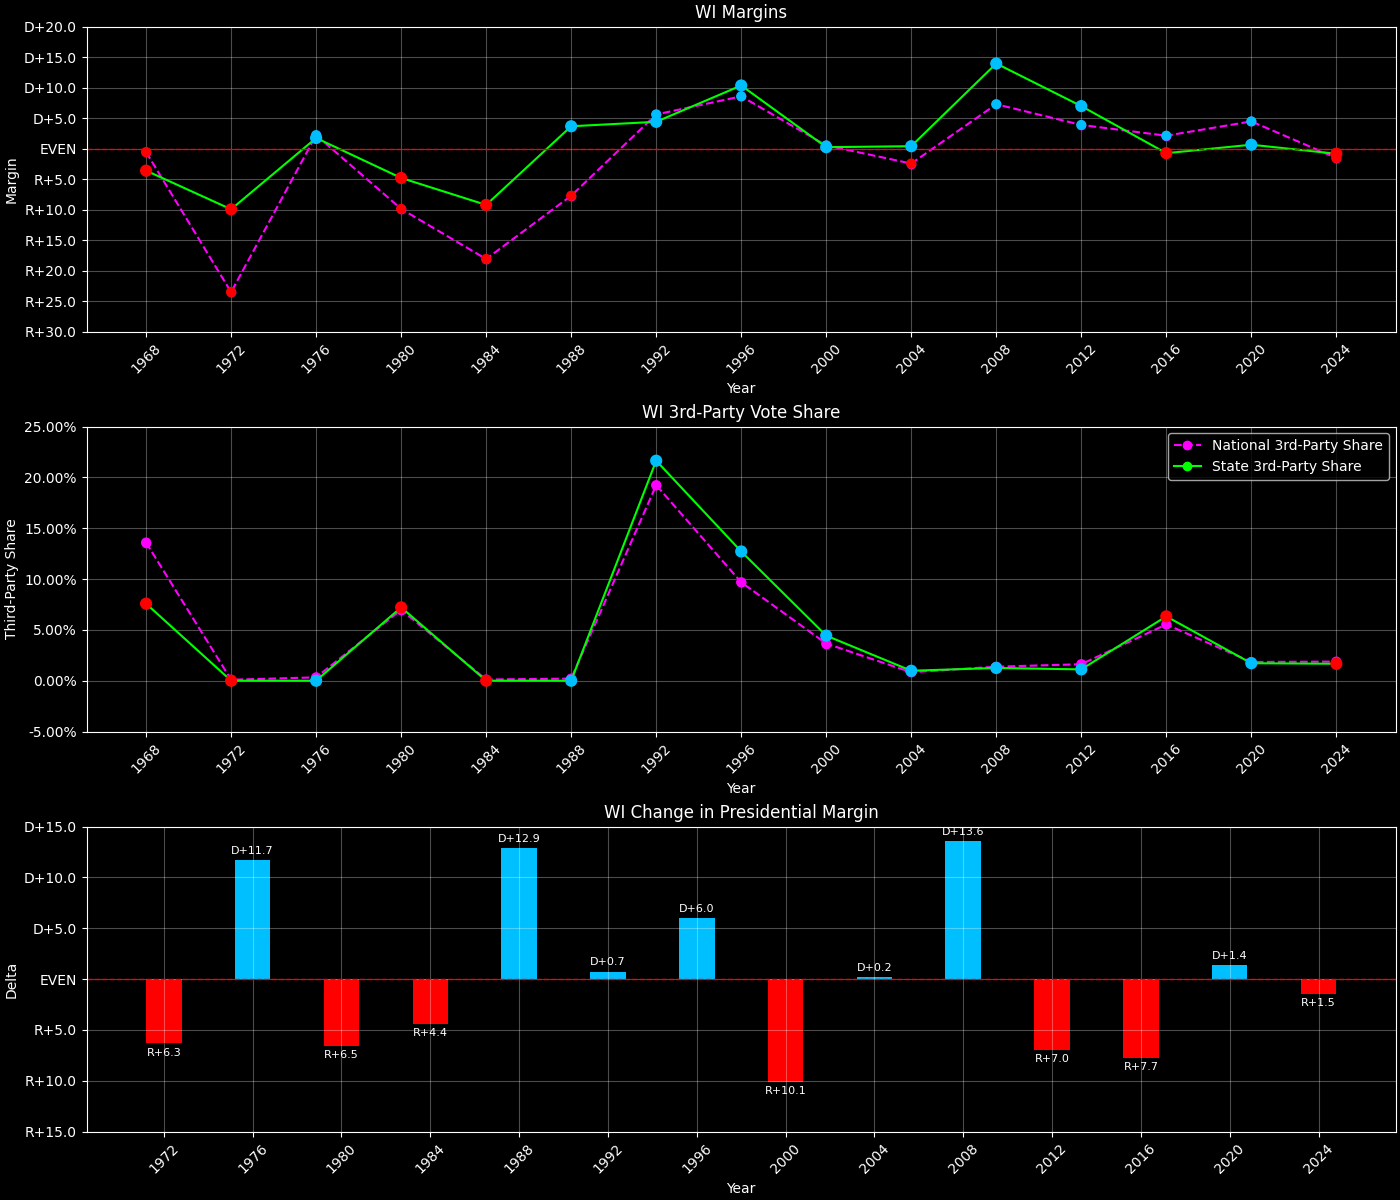 WI Margins
D+20.0
D+15.0
D+10.0
D+5.0
EVEN
R+5.0
R+10.0
R+15.0
R+20.0
R+25.0
R+30.0
Margin
1968 1972 1976 1980 1984 1988 1992 1996 2000 2004 2008 2012 2016 2020 2024
Year
WI 3rd-Party Vote Share
25.00%
20.00%
15.00%
10.00%
5.00%
0.00%
-5.00%
Third-Party Share
National 3rd-Party Share
State 3rd-Party Share
1968 1972 1976 1980 1984 1988 1992 1996 2000 2004 2008 2012 2016 2020 2024
Year
WI Change in Presidential Margin
D+15.0
D+10.0
D+5.0
EVEN
R+5.0
R+10.0
R+15.0
Delta
R+6.3
D+11.7
R+6.5
R+4.4
D+12.9
D+0.7
D+6.0
R+10.1
D+0.2
D+13.6
R+7.0
R+7.7
D+1.4
R+1.5
1972 1976 1980 1984 1988 1992 1996 2000 2004 2008 2012 2016 2020 2024
Year